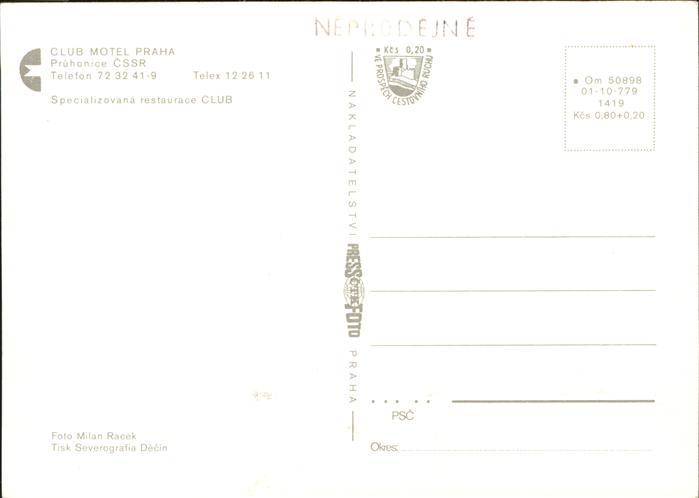 NEPRODEJNÉ
CLUB MOTEL PRAHA
Průhonice ČSSR
Telefon 72 32 41-9 Telex 12 26 11
Specializovaná restaurace CLUB
Kčs 0,20
VE PROSPĚCH CESTOVNÍHO RUCHU
Om 50898
01-10-779
1419
Kčs 0,80+0,20
NAKLADATELSTVÍ
PRESSFOTO
ČTK
PRAHA
PSČ
Okres:
Foto Milan Racek
Tisk Severografia Děčín